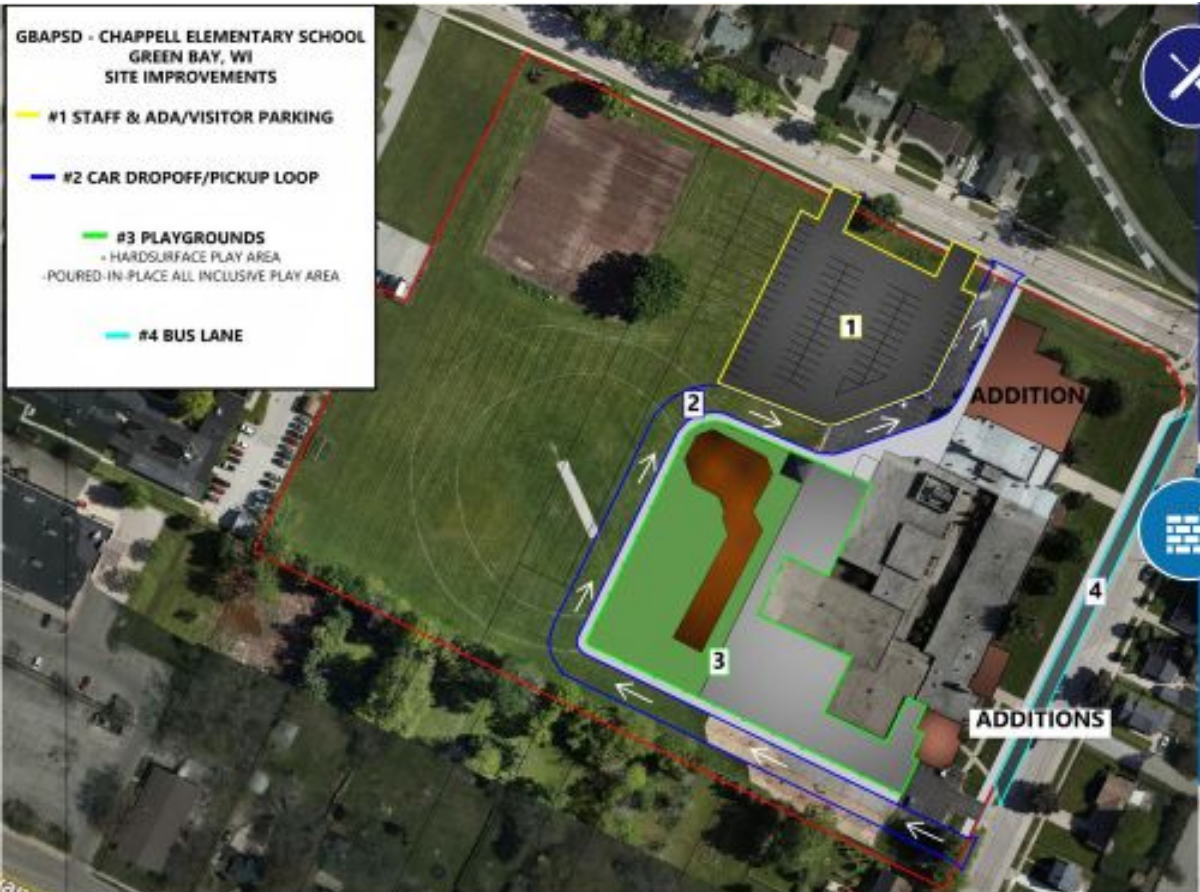 GBAPSD - CHAPPELL ELEMENTARY SCHOOL
GREEN BAY, WI
SITE IMPROVEMENTS
#1 STAFF & ADA/VISITOR PARKING
#2 CAR DROPOFF/PICKUP LOOP
#3 PLAYGROUNDS
- HARDSURFACE PLAY AREA
-POURED-IN-PLACE ALL INCLUSIVE PLAY AREA
#4 BUS LANE
1
ADDITION
2
4
3
ADDITIONS